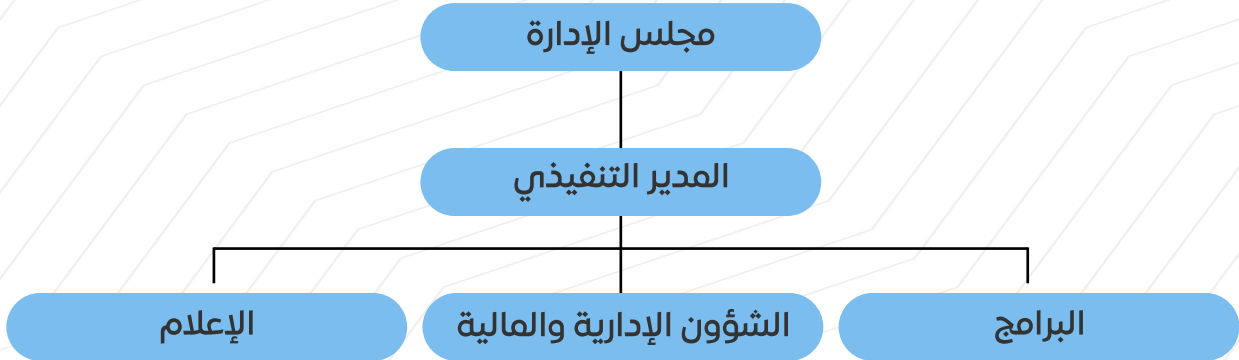 مجلس الإدارة
المدير التنفيذي
البرامج
الشؤون الإدارية والمالية
الإعلام